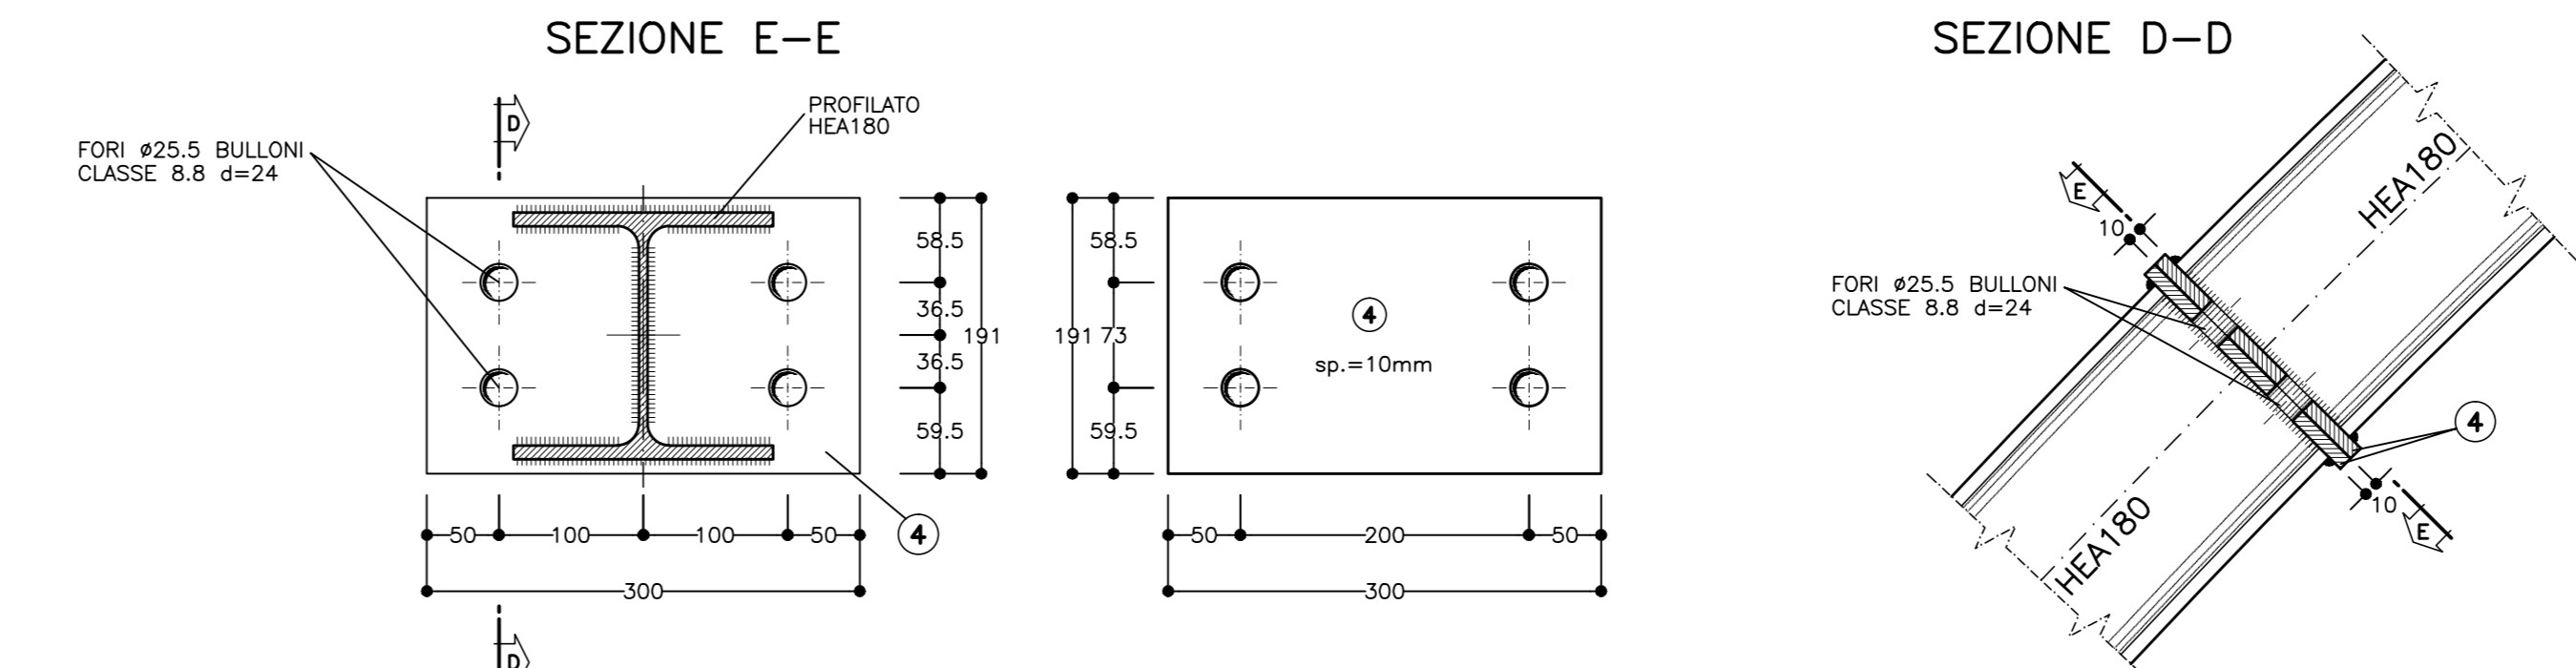 SEZIONE E-E
D
PROFILATO
HEA180
FORI ø25.5 BULLONI
CLASSE 8.8 d=24
58.5
36.5
36.5
59.5
191
50
100
100
50
300
4
D
191
58.5
73
59.5
4
sp.=10mm
50
200
50
300
SEZIONE D-D
HEA180
E
10
FORI ø25.5 BULLONI
CLASSE 8.8 d=24
4
10
E
HEA180